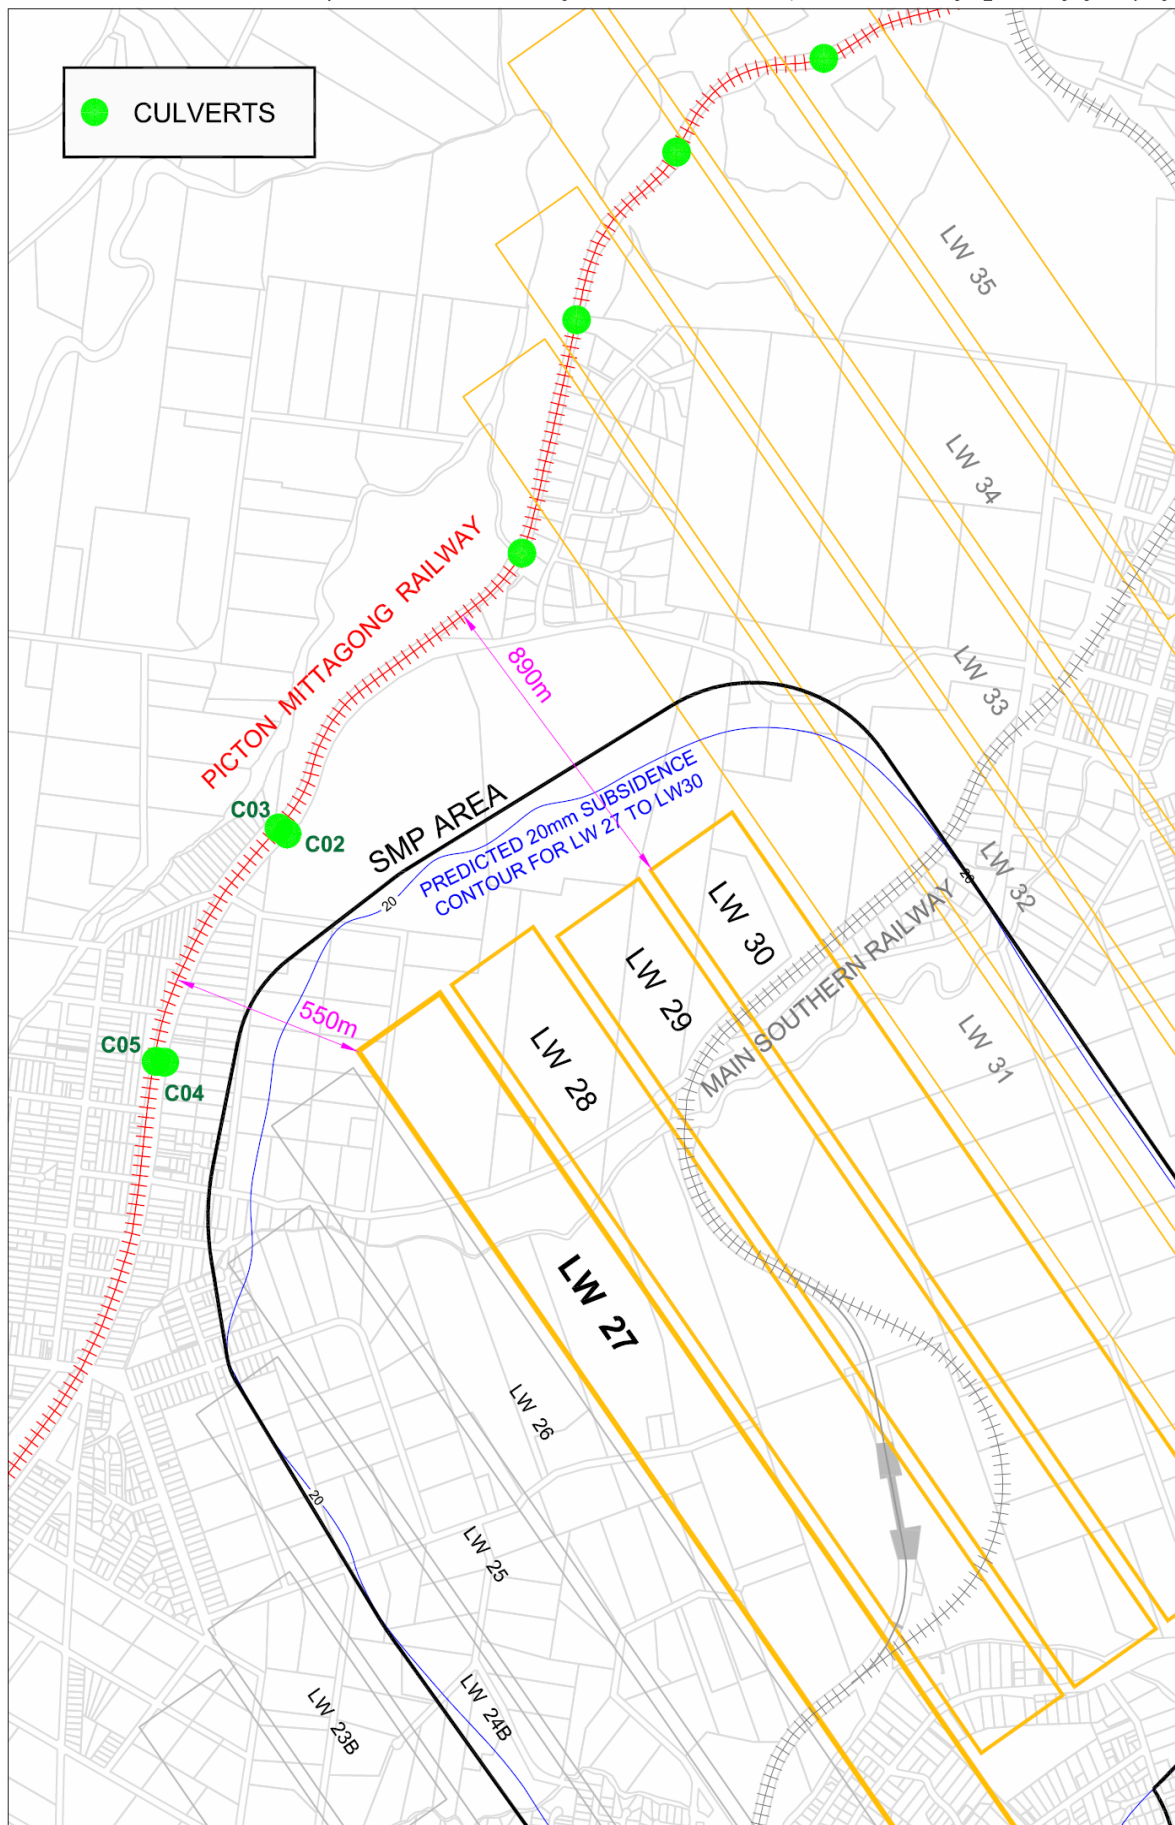 CULVERTS
LW 35
LW 34
PICTON MITTAGONG RAILWAY
890m
LW 33
C03
C02
SMP AREA
PREDICTED 20mm SUBSIDENCE
CONTOUR FOR LW 27 TO LW30
20
LW 32
20
LW 30
LW 29
MAIN SOUTHERN RAILWAY
550m
LW 28
LW 31
C05
C04
LW 27
LW 26
20
LW 25
LW 24B
LW 23B